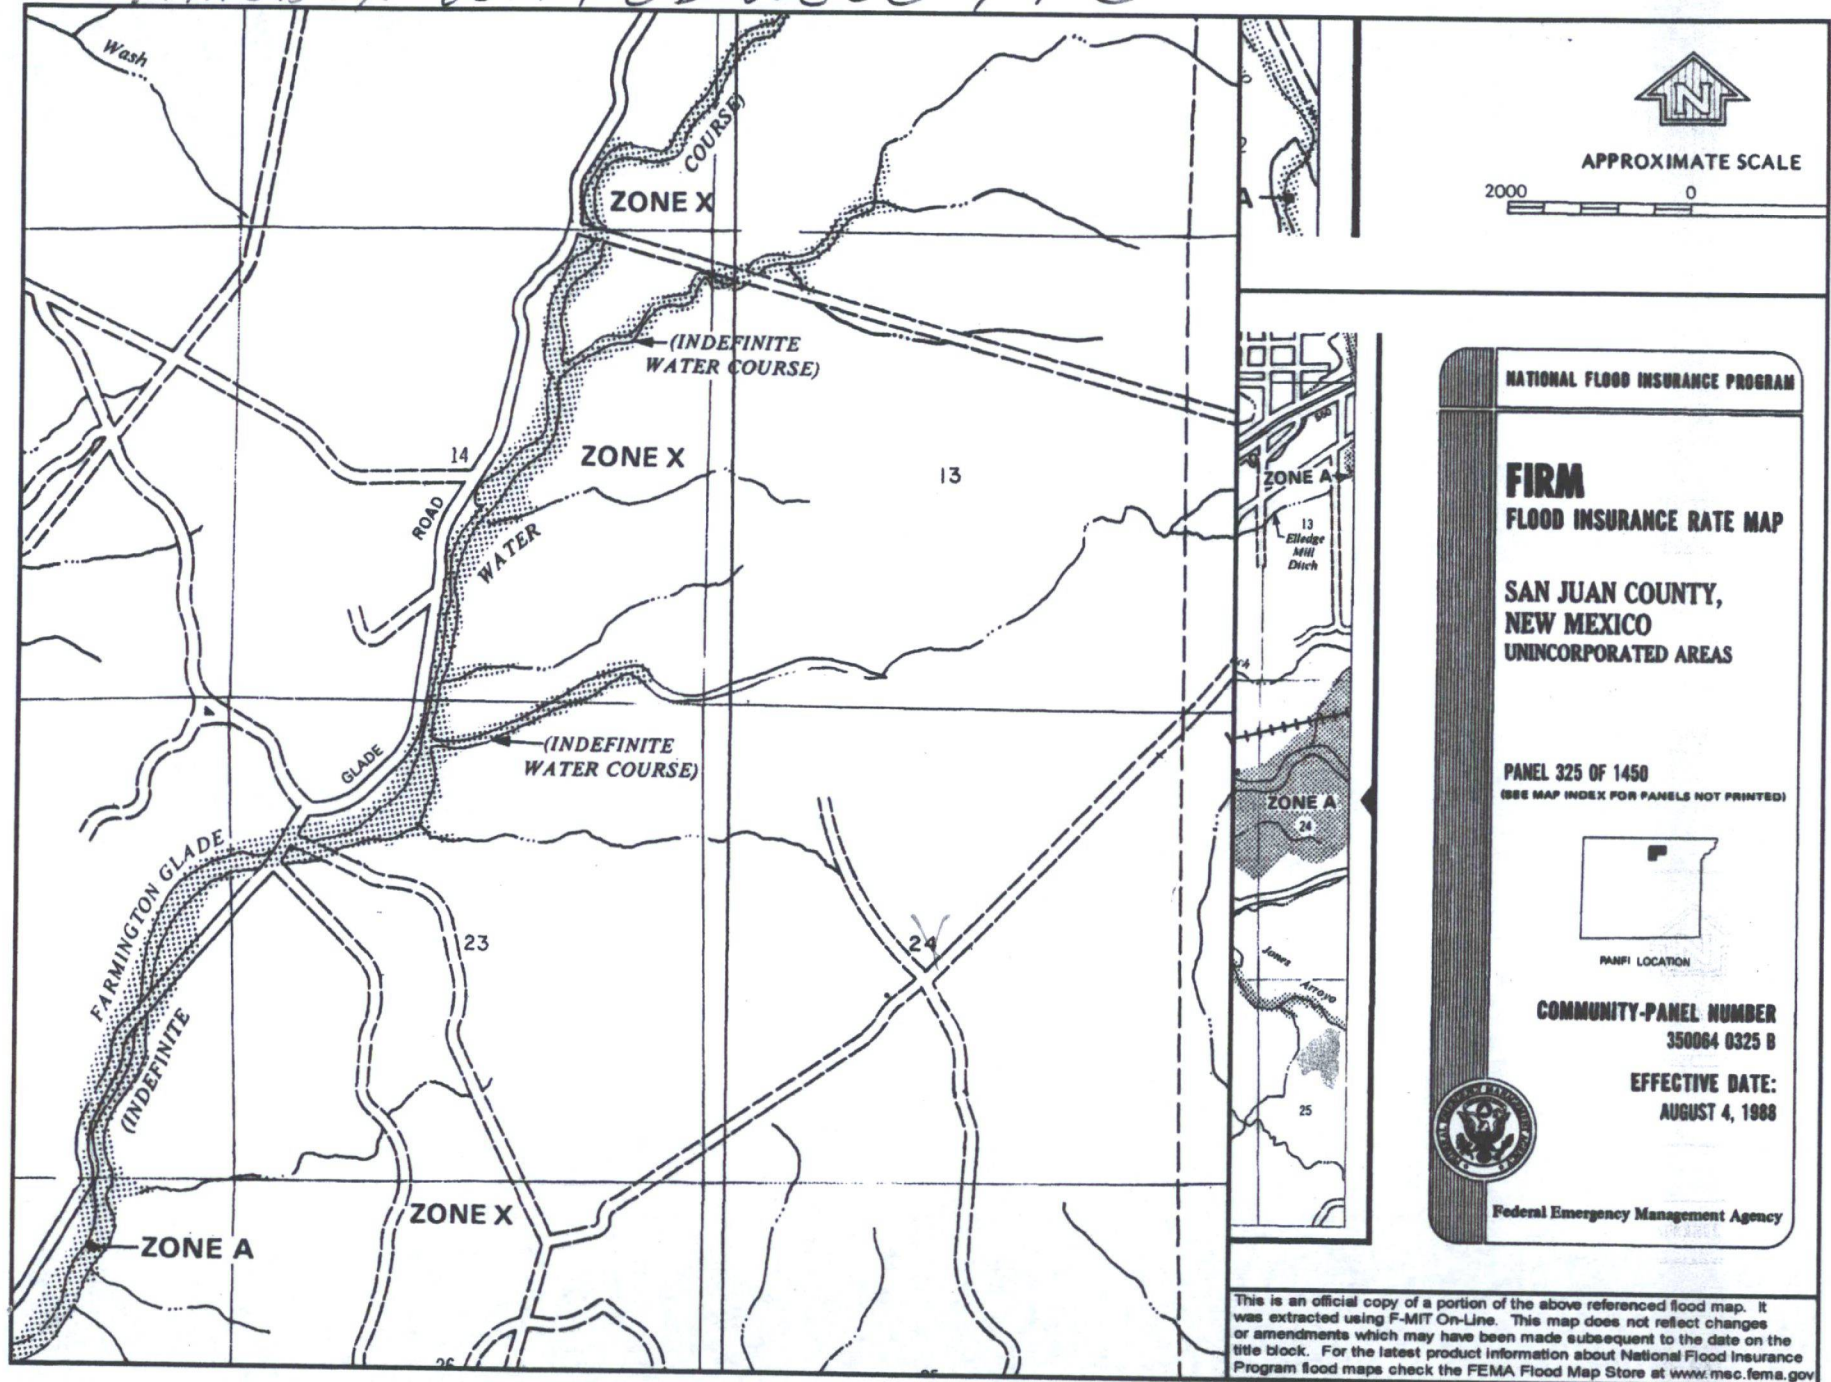 Wash
COURSE)
ZONE X
(INDEFINITE
WATER COURSE)
ZONE X
14
13
ROAD
WATER
(INDEFINITE
WATER COURSE)
GLADE
FARMINGTON GLADE
23
24
(INDEFINITE
ZONE X
ZONE A
N
APPROXIMATE SCALE
2000
0
A
ZONE A
13
Elledge
Mill
Ditch
ZONE A
24
Jones
Arroyo
25
NATIONAL FLOOD INSURANCE PROGRAM
FIRM
FLOOD INSURANCE RATE MAP
SAN JUAN COUNTY,
NEW MEXICO
UNINCORPORATED AREAS
PANEL 325 OF 1450
(SEE MAP INDEX FOR PANELS NOT PRINTED)
PANEL LOCATION
COMMUNITY-PANEL NUMBER
350064 0325 B
EFFECTIVE DATE:
AUGUST 4, 1988
Federal Emergency Management Agency
This is an official copy of a portion of the above referenced flood map. It
was extracted using F-MIT On-Line. This map does not reflect changes
or amendments which may have been made subsequent to the date on the
title block. For the latest product information about National Flood Insurance
Program flood maps check the FEMA Flood Map Store at www.msc.fema.gov